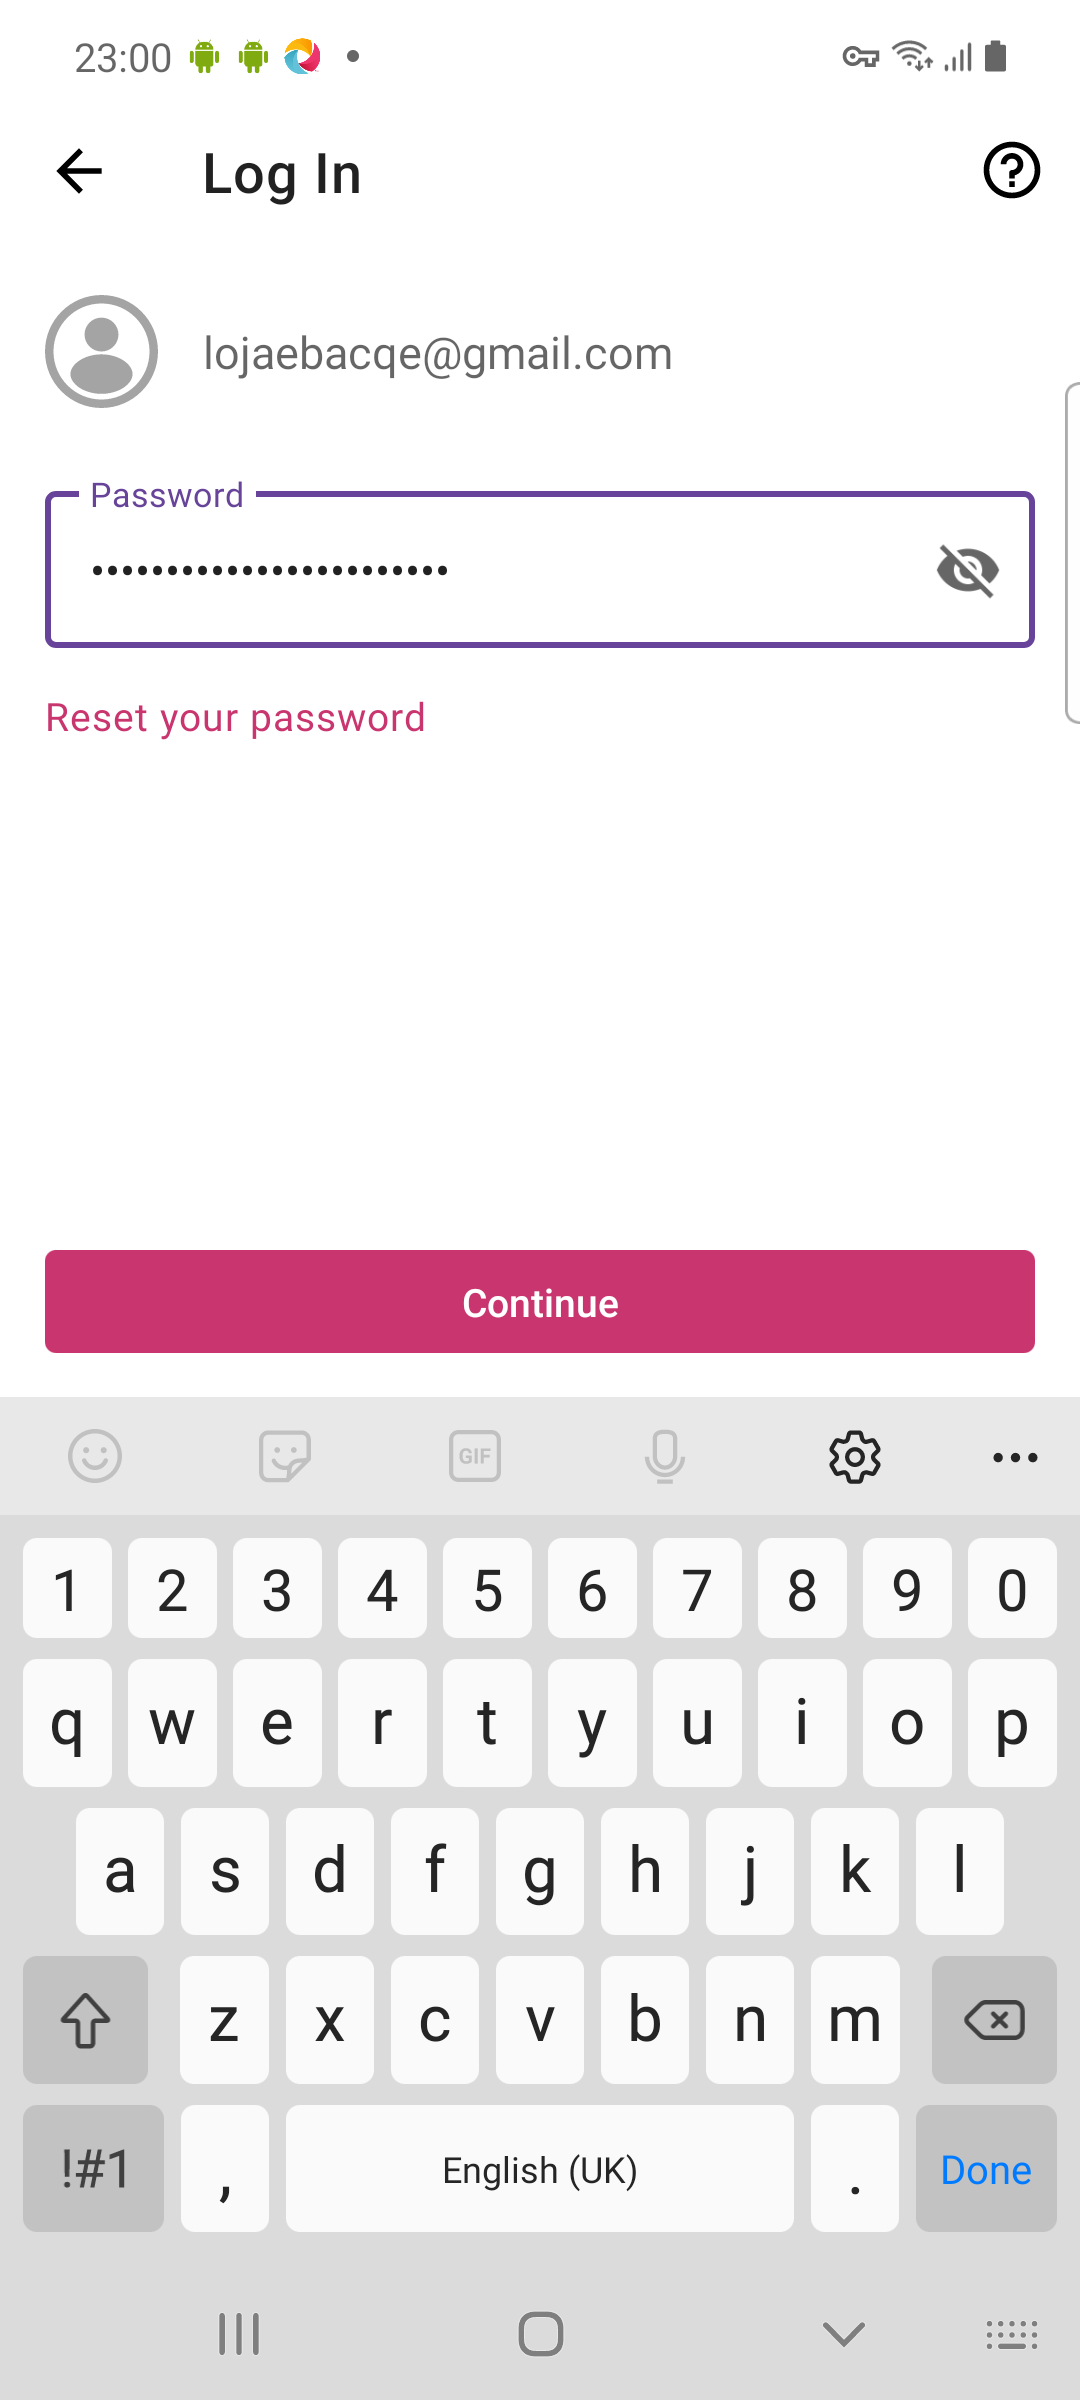 23:00
Log In
lojaebacqe@gmail.com
Password
••••••••••••••••••••••••
Reset your password
Continue
GIF
1 2 3 4 5 6 7 8 9 0
q w e r t y u i o p
a s d f g h j k l
z x c v b n m
!#1 , English (UK) . Done